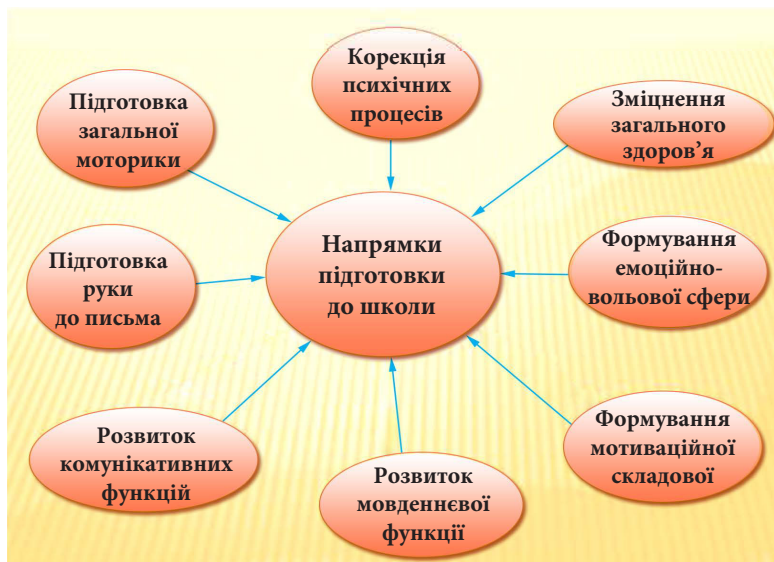 Корекція
психічних
процесів
Підготовка
загальної
моторики
Зміцнення
загального
здоров’я
Напрямки
підготовки
до школи
Формування
емоційно-
вольової сфери
Підготовка
руки
до письма
Формування
мотиваційної
складової
Розвиток
комунікативних
функцій
Розвиток
мовденнєвої
функції